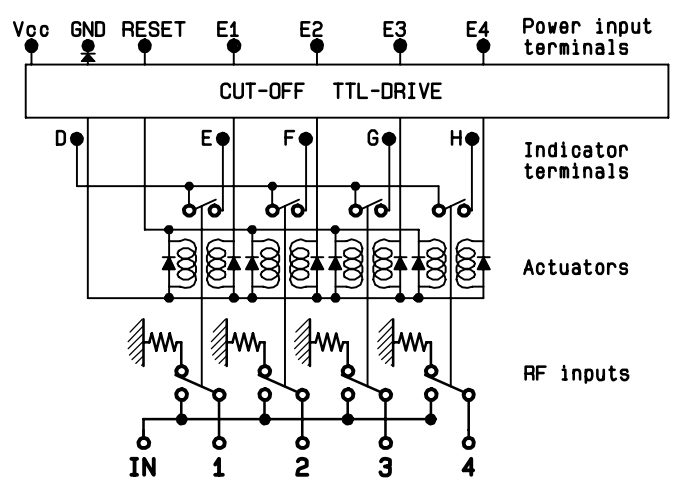 Vcc GND RESET E1 E2 E3 E4 Power input
terminals
CUT-OFF TTL-DRIVE
D E F G H Indicator
terminals
Actuators
RF inputs
IN 1 2 3 4